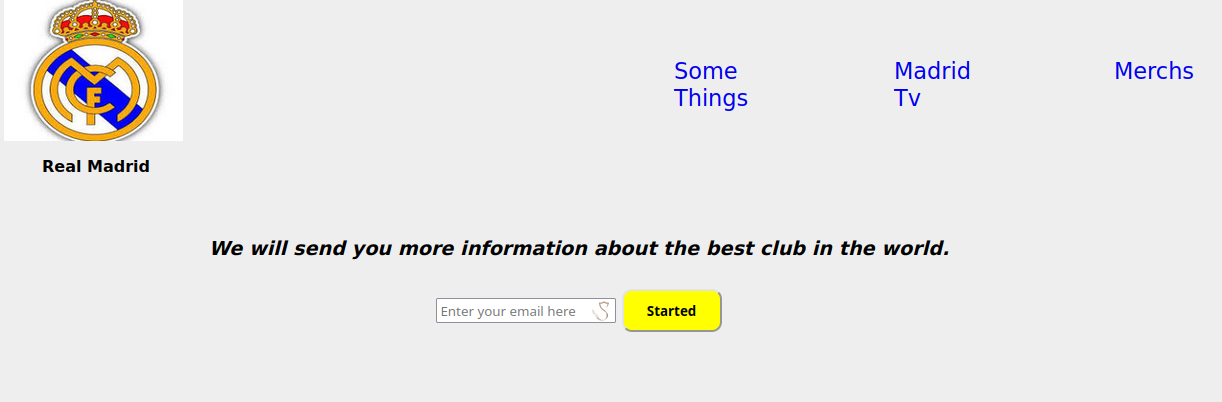 Real Madrid
Some Things
Madrid Tv
Merchs
We will send you more information about the best club in the world.
Enter your email here
Started